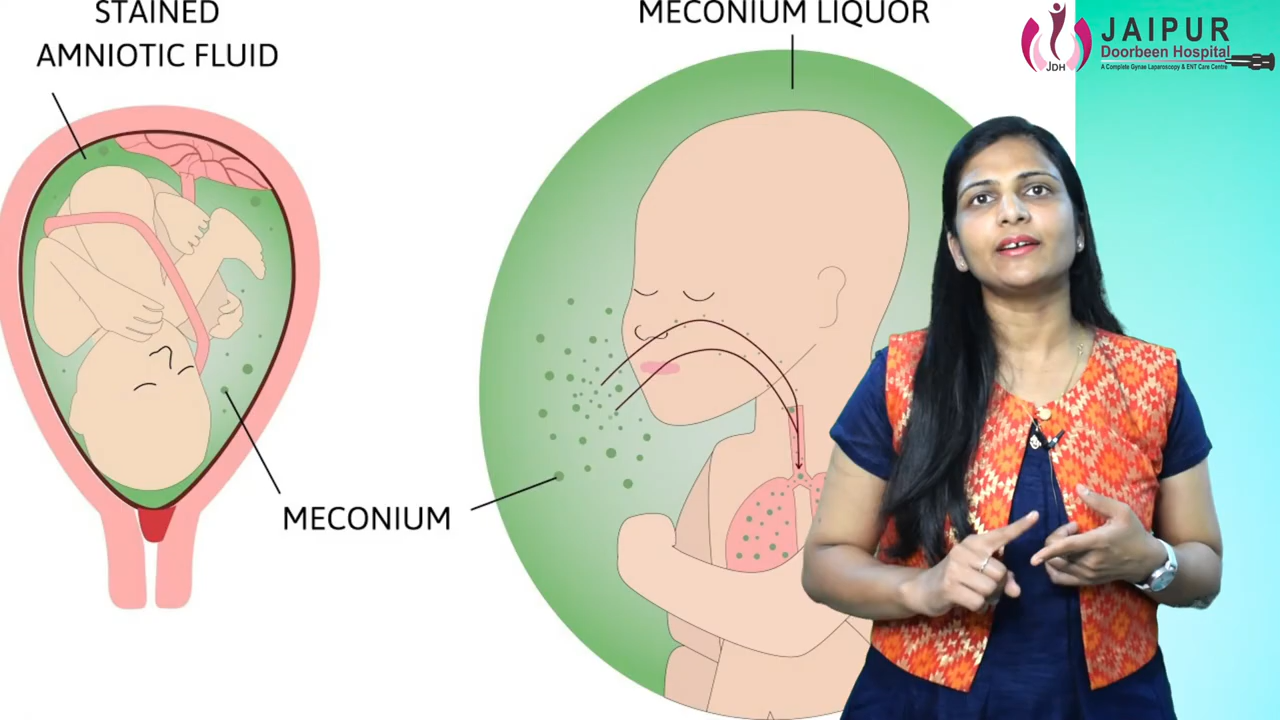 STAINED
AMNIOTIC FLUID
MECONIUM LIQUOR
MECONIUM
JDH
JAIPUR
Doorbeen Hospital
A Complete Gynae Laparoscopy & ENT Care Centre